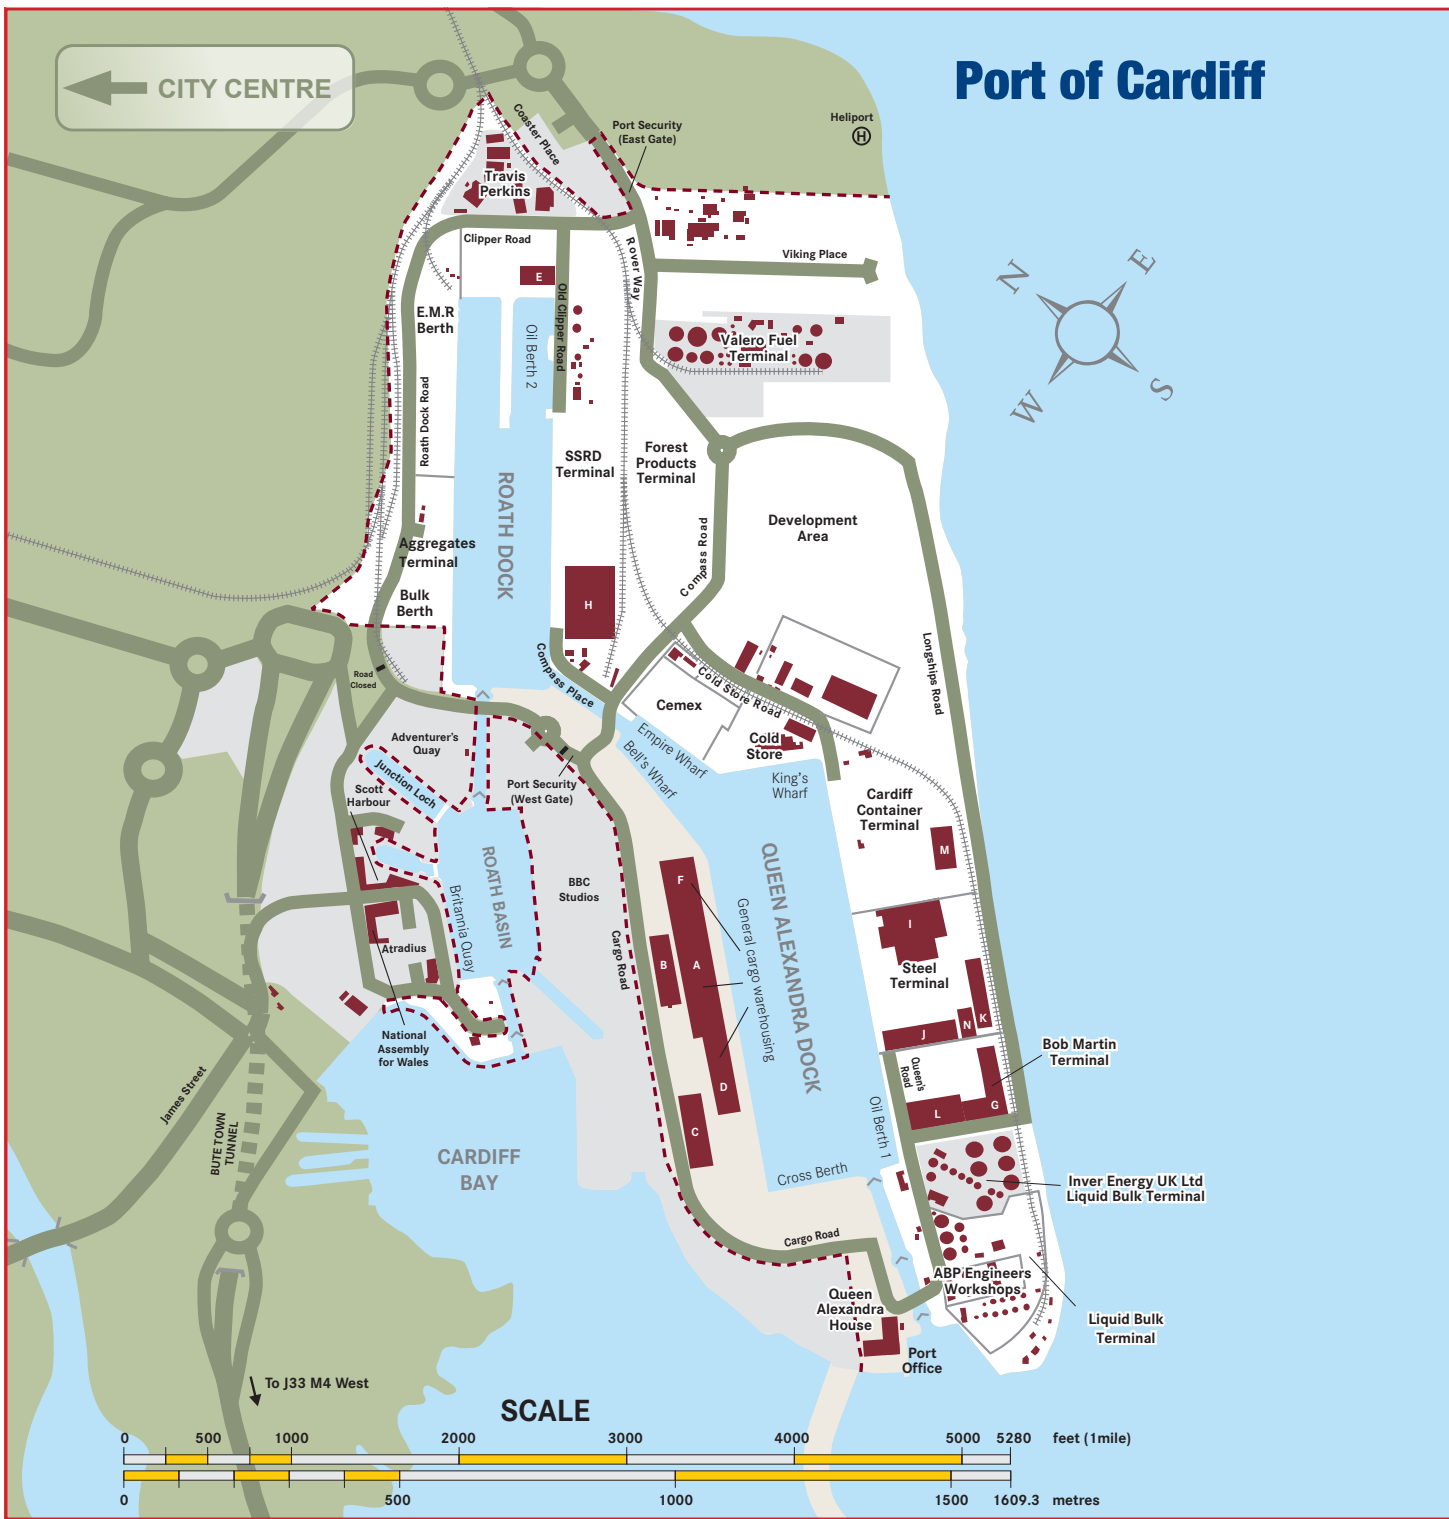 Port of Cardiff
CITY CENTRE
Heliport
H
Coaster Place
Port Security
(East Gate)
Travis
Perkins
Clipper Road
Rover Way
Viking Place
N
E
S
W
E
E.M.R
Berth
Oil Berth 2
Old Clipper Road
Valero Fuel
Terminal
Roath Dock Road
ROATH DOCK
SSRD
Terminal
Forest
Products
Terminal
Compass Road
Development
Area
Aggregates
Terminal
Bulk
Berth
H
Compass Place
Longships Road
Road
Closed
Cold Store Road
Cemex
Empire Wharf
Bell's Wharf
Cold
Store
King's
Wharf
Adventurer's
Quay
Junction Loch
Scott
Harbour
Port Security
(West Gate)
Cardiff
Container
Terminal
M
ROATH BASIN
Britannia Quay
BBC
Studios
QUEEN ALEXANDRA DOCK
General cargo warehousing
F
B
A
D
C
Cargo Road
I
Steel
Terminal
Atradius
J
N
K
National
Assembly
for Wales
Queen's
Road
Bob Martin
Terminal
L
G
James Street
BUTE TOWN
TUNNEL
CARDIFF
BAY
Oil Berth 1
Cross Berth
Inver Energy UK Ltd
Liquid Bulk Terminal
Cargo Road
ABP Engineers
Workshops
Queen
Alexandra
House
Liquid Bulk
Terminal
Port
Office
To J33 M4 West
SCALE
0 500 1000 2000 3000 4000 5000 5280 feet (1mile)
0 500 1000 1500 1609.3 metres